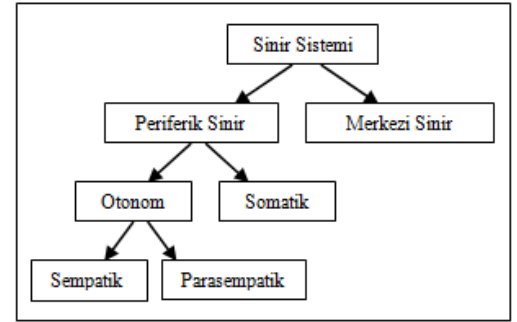 Sinir Sistemi
Periferik Sinir
Merkezi Sinir
Otonom
Somatik
Sempatik
Parasempatik